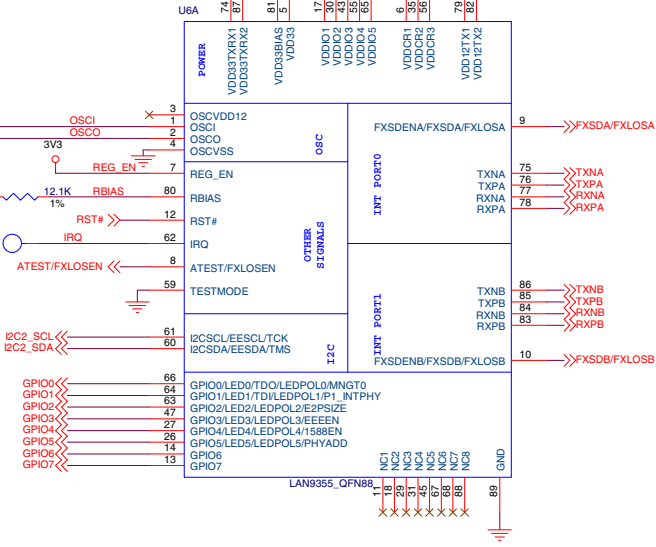 U6A
74 87 81 5 17 30 43 55 65 6 35 56 79 82
POWER
VDD33TXRX1
VDD33TXRX2
VDD33BIAS
VDD33
VDDIO1
VDDIO2
VDDIO3
VDDIO4
VDDIO5
VDDCR1
VDDCR2
VDDCR3
VDD12TX1
VDD12TX2
3 OSCVDD12
OSCI 1 OSCI
OSCO 2 OSCO
4 OSCVSS
OSC
3V3
REG_EN 7 REG_EN
12.1K RBIAS 80 RBIAS
1%
RST# 12 RST#
IRQ 62 IRQ
ATEST/FXLOSEN 8 ATEST/FXLOSEN
59 TESTMODE
OTHER
SIGNALS
I2C2_SCL 61 I2CSCL/EESCL/TCK
I2C2_SDA 60 I2CSDA/EESDA/TMS
I2C
GPIO0 66 GPIO0/LED0/TDO/LEDPOL0/MNGT0
GPIO1 64 GPIO1/LED1/TDI/LEDPOL1/P1_INTPHY
GPIO2 63 GPIO2/LED2/LEDPOL2/E2PSIZE
GPIO3 47 GPIO3/LED3/LEDPOL3/EEEEN
GPIO4 27 GPIO4/LED4/LEDPOL4/1588EN
GPIO5 26 GPIO5/LED5/LEDPOL5/PHYADD
GPIO6 14 GPIO6
GPIO7 13 GPIO7
FXSDENA/FXSDA/FXLOSA 9 FXSDA/FXLOSA
INT PORT0
TXNA 75 TXNA
TXPA 76 TXPA
RXNA 77 RXNA
RXPA 78 RXPA
INT PORT1
TXNB 86 TXNB
TXPB 85 TXPB
RXNB 84 RXNB
RXPB 83 RXPB
FXSDENB/FXSDB/FXLOSB 10 FXSDB/FXLOSB
NC1 NC2 NC3 NC4 NC5 NC6 NC7 NC8 GND
LAN9355_QFN88
11 18 29 31 45 67 68 88 89